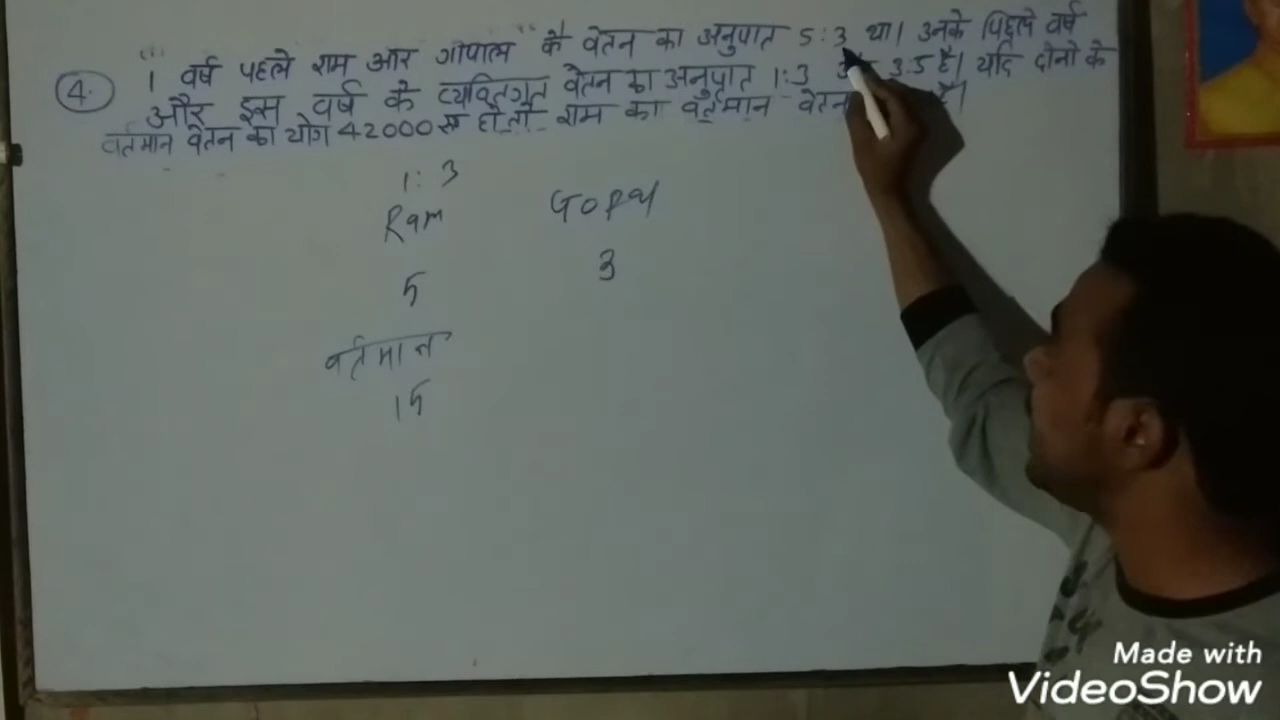 4. 1 वर्ष पहले राम और गोपाल के वेतन का अनुपात 5:3 था। उनके पिछले वर्ष
और इस वर्ष के व्यक्तिगत वेतन का अनुपात 1:3 3:5 है। यदि दोनो के
वर्तमान वेतन का योग 42000 रु हो तो राम का वर्तमान वेतन है।
1:3
Ram Gopal
5 3
वर्तमान
15
Made with
VideoShow